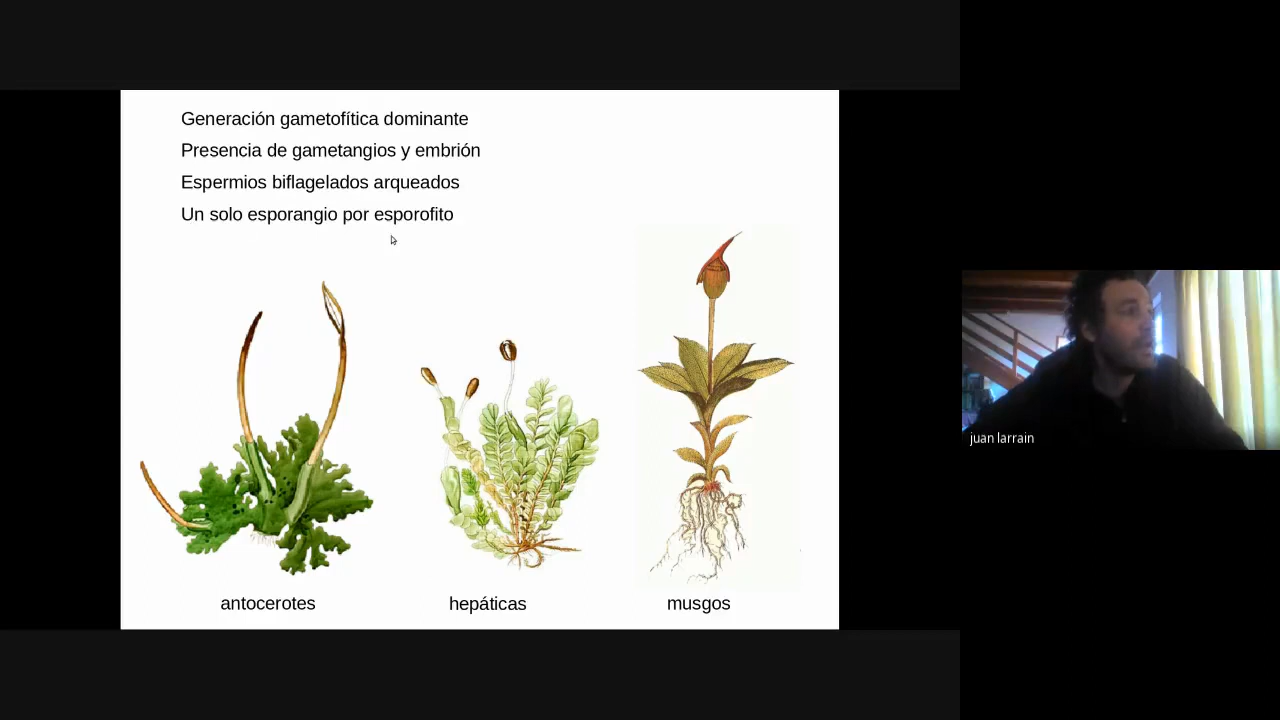 Generación gametofítica dominante
Presencia de gametangios y embrión
Espermios biflagelados arqueados
Un solo esporangio por esporofito
juan larrain
antocerotes
hepáticas
musgos